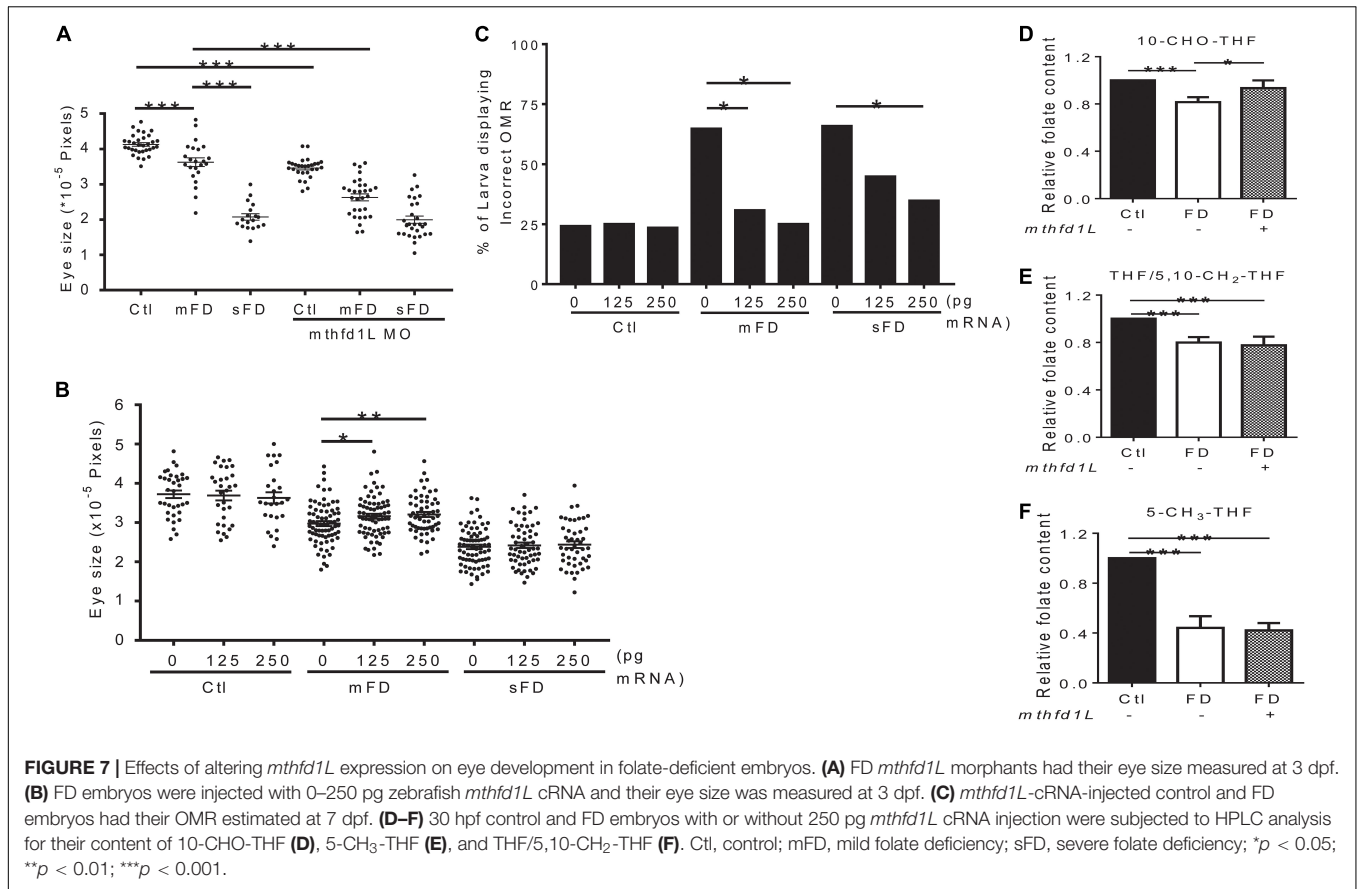 A
***
***
***
***
Eye size (*10⁻⁵ Pixels)
5
4
3
2
1
0
Ctl mFD sFD Ctl mFD sFD
mthfd1L MO
B
**
*
Eye size (x10⁻⁵ Pixels)
6
5
4
3
2
1
0
0 125 250 0 125 250 0 125 250 (pg
mRNA)
Ctl mFD sFD
C
*
*
*
% of Larva displaying
Incorrect OMR
100
75
50
25
0
0 125 250 0 125 250 0 125 250 (pg
mRNA)
Ctl mFD sFD
D
10-CHO-THF
*** *
Relative folate content
1.2
0.8
0.4
0.0
Ctl FD FD
mthfd1L - - +
E
THF/5,10-CH₂-THF
***
***
Relative folate content
1.2
0.8
0.4
0.0
Ctl FD FD
mthfd1L - - +
F
5-CH₃-THF
***
***
Relative folate content
1.2
0.8
0.4
0.0
Ctl FD FD
mthfd1L - - +
FIGURE 7 | Effects of altering mthfd1L expression on eye development in folate-deficient embryos. (A) FD mthfd1L morphants had their eye size measured at 3 dpf.
(B) FD embryos were injected with 0–250 pg zebrafish mthfd1L cRNA and their eye size was measured at 3 dpf. (C) mthfd1L-cRNA-injected control and FD
embryos had their OMR estimated at 7 dpf. (D–F) 30 hpf control and FD embryos with or without 250 pg mthfd1L cRNA injection were subjected to HPLC analysis
for their content of 10-CHO-THF (D), 5-CH₃-THF (E), and THF/5,10-CH₂-THF (F). Ctl, control; mFD, mild folate deficiency; sFD, severe folate deficiency; *p < 0.05;
**p < 0.01; ***p < 0.001.